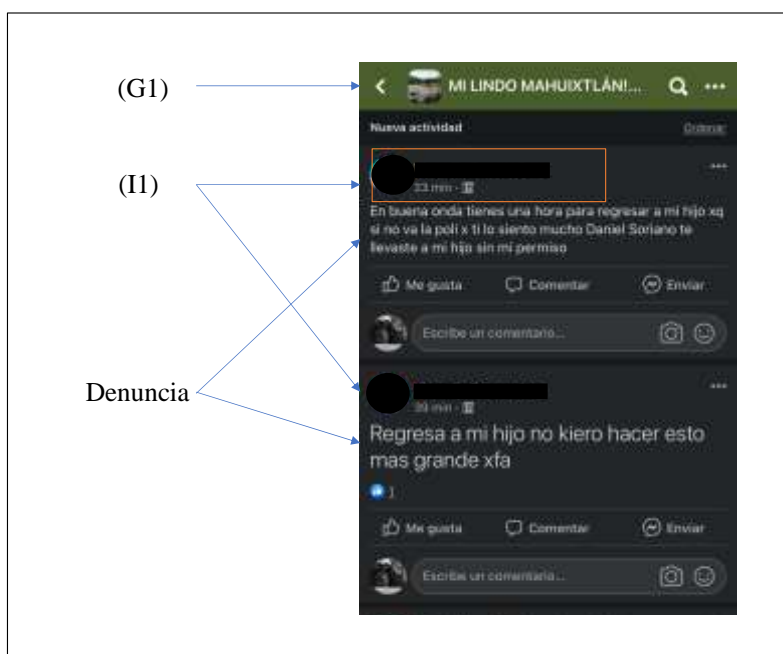 (G1)
MI LINDO MAHUIXTLÁN!...
Nueva actividad
Ordenar
(I1)
33 min ·
En buena onda tienes una hora para regresar a mi hijo xq
si no va la poli x ti lo siento mucho Daniel Soriano te
llevaste a mi hijo sin mi permiso
Me gusta
Comentar
Enviar
Escribe un comentario...
Denuncia
39 min ·
Regresa a mi hijo no kiero hacer esto
mas grande xfa
1
Me gusta
Comentar
Enviar
Escribe un comentario...